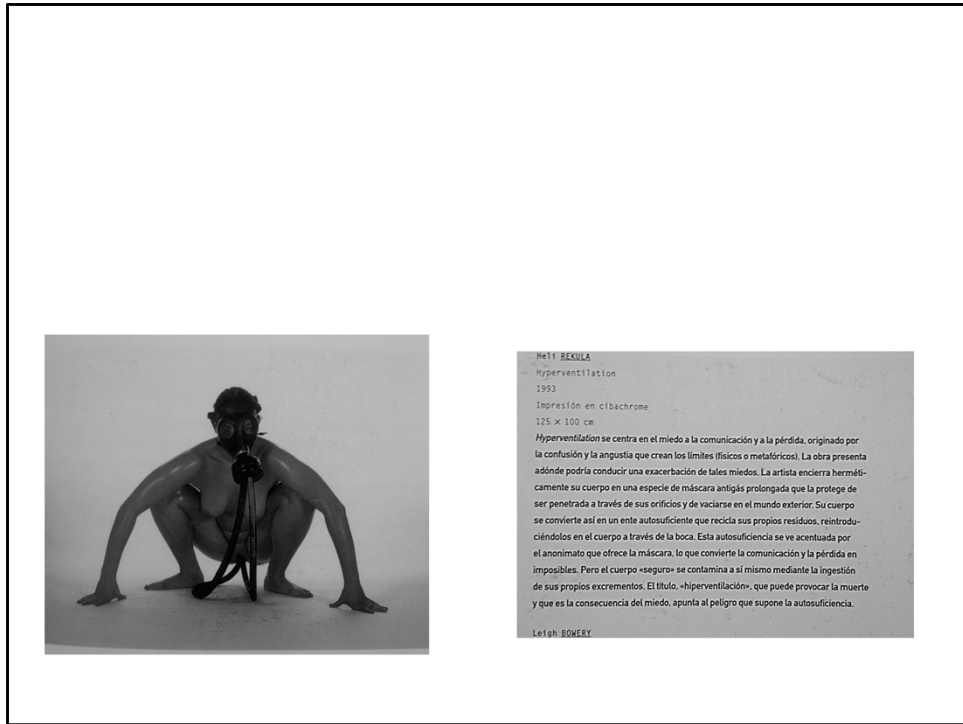 Heli REKULA
Hyperventilation
1993
Impresión en cibachrome
125 × 100 cm
Hyperventilation se centra en el miedo a la comunicación y a la pérdida, originado por
la confusión y la angustia que crean los límites (físicos o metafóricos). La obra presenta
adónde podría conducir una exacerbación de tales miedos. La artista encierra herméti-
camente su cuerpo en una especie de máscara antigás prolongada que la protege de
ser penetrada a través de sus orificios y de vaciarse en el mundo exterior. Su cuerpo
se convierte así en un ente autosuficiente que recicla sus propios residuos, reintrodu-
ciéndolos en el cuerpo a través de la boca. Esta autosuficiencia se ve acentuada por
el anonimato que ofrece la máscara, lo que convierte la comunicación y la pérdida en
imposibles. Pero el cuerpo «seguro» se contamina a sí mismo mediante la ingestión
de sus propios excrementos. El título, «hiperventilación», que puede provocar la muerte
y que es la consecuencia del miedo, apunta al peligro que supone la autosuficiencia.
Leigh BOWERY